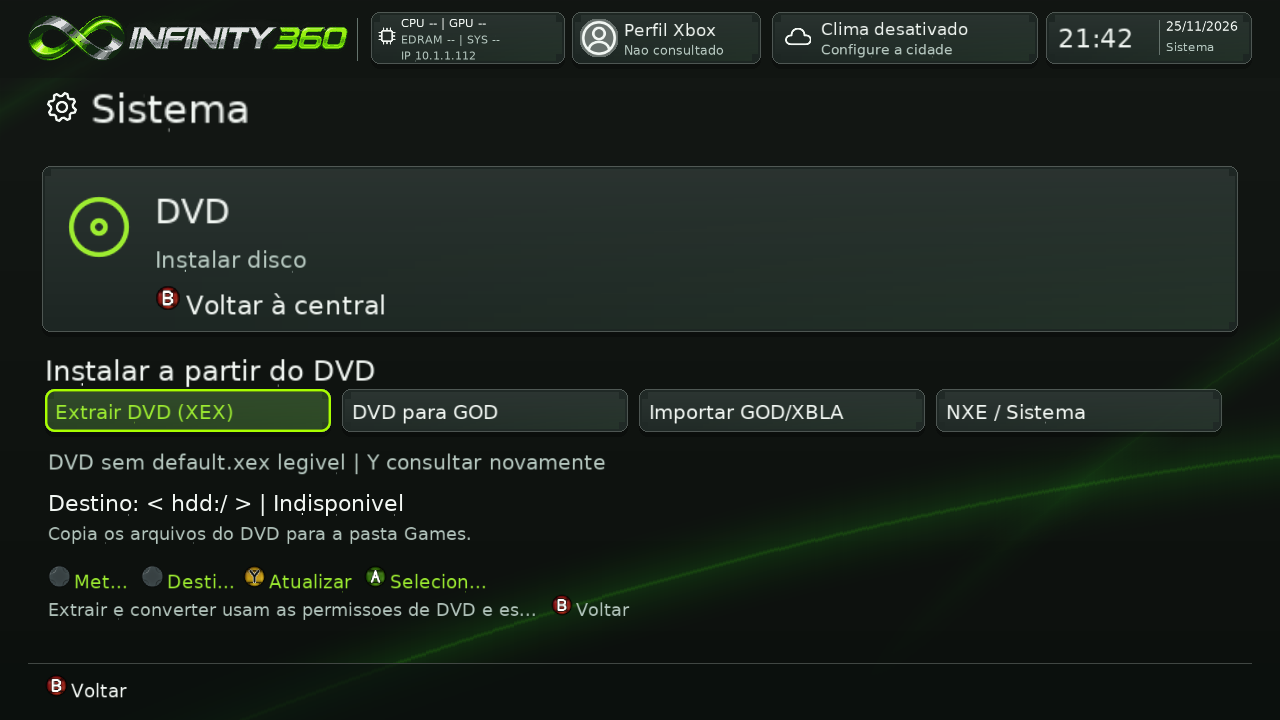 INFINITY 360
CPU -- | GPU --
EDRAM -- | SYS --
IP 10.1.1.112
Perfil Xbox
Nao consultado
Clima desativado
Configure a cidade
21:42
25/11/2026
Sistema
Sistema
DVD
Instalar disco
B Voltar à central
Instalar a partir do DVD
Extrair DVD (XEX)
DVD para GOD
Importar GOD/XBLA
NXE / Sistema
DVD sem default.xex legivel | Y consultar novamente
Destino: < hdd:/ > | Indisponivel
Copia os arquivos do DVD para a pasta Games.
Met... Desti... Y Atualizar A Selecion...
Extrair e converter usam as permissoes de DVD e es... B Voltar
B Voltar